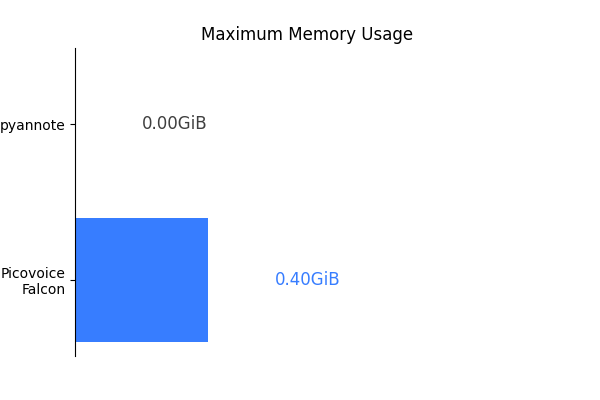 Maximum Memory Usage
pyannote
0.00GiB
Picovoice
Falcon
0.40GiB